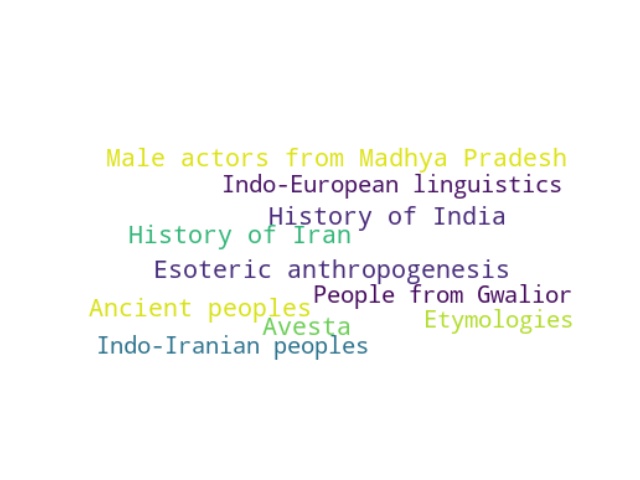 Male actors from Madhya Pradesh
Indo-European linguistics
History of India
History of Iran
Esoteric anthropogenesis
People from Gwalior
Ancient peoples
Etymologies
Avesta
Indo-Iranian peoples